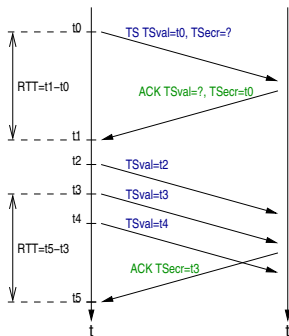 t0
TS TSval=t0, TSecr=?
RTT=t1-t0
ACK TSval=?, TSecr=t0
t1
t2
TSval=t2
t3
TSval=t3
t4
TSval=t4
RTT=t5-t3
ACK TSecr=t3
t5
t
t